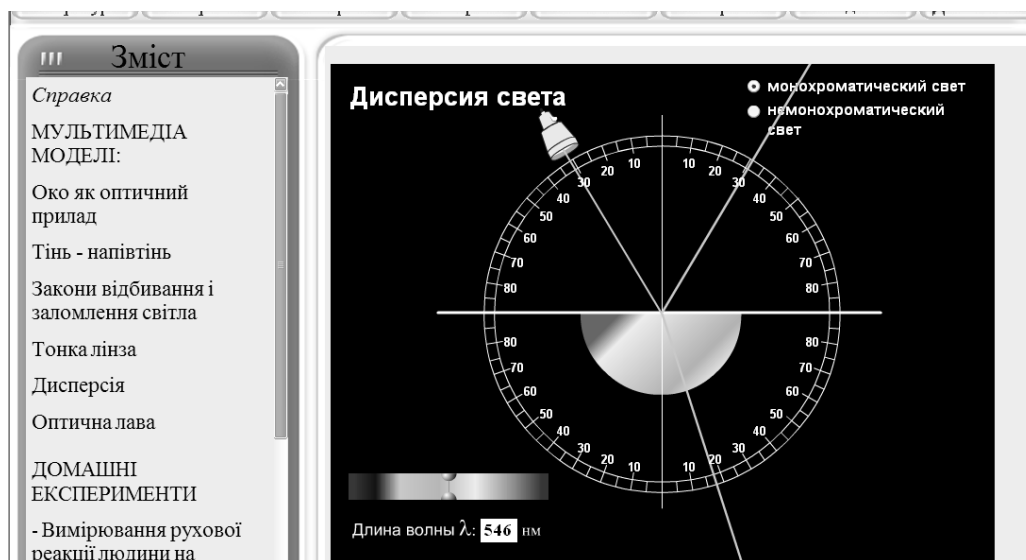 Зміст
Справка
МУЛЬТИМЕДІА
МОДЕЛІ:
Око як оптичний
прилад
Тінь - напівтінь
Закони відбивання і
заломлення світла
Тонка лінза
Дисперсія
Оптична лава
ДОМАШНІ
ЕКСПЕРИМЕНТИ
- Вимірювання рухової
реакції людини на
Дисперсия света
монохроматический свет
немонохроматический
свет
30 20 10 10 20 30
40 40
50 50
60 60
70 70
80 80
80 80
70 70
60 60
50 50
40 40
30 20 10 10 20 30
Длина волны λ: 546 нм